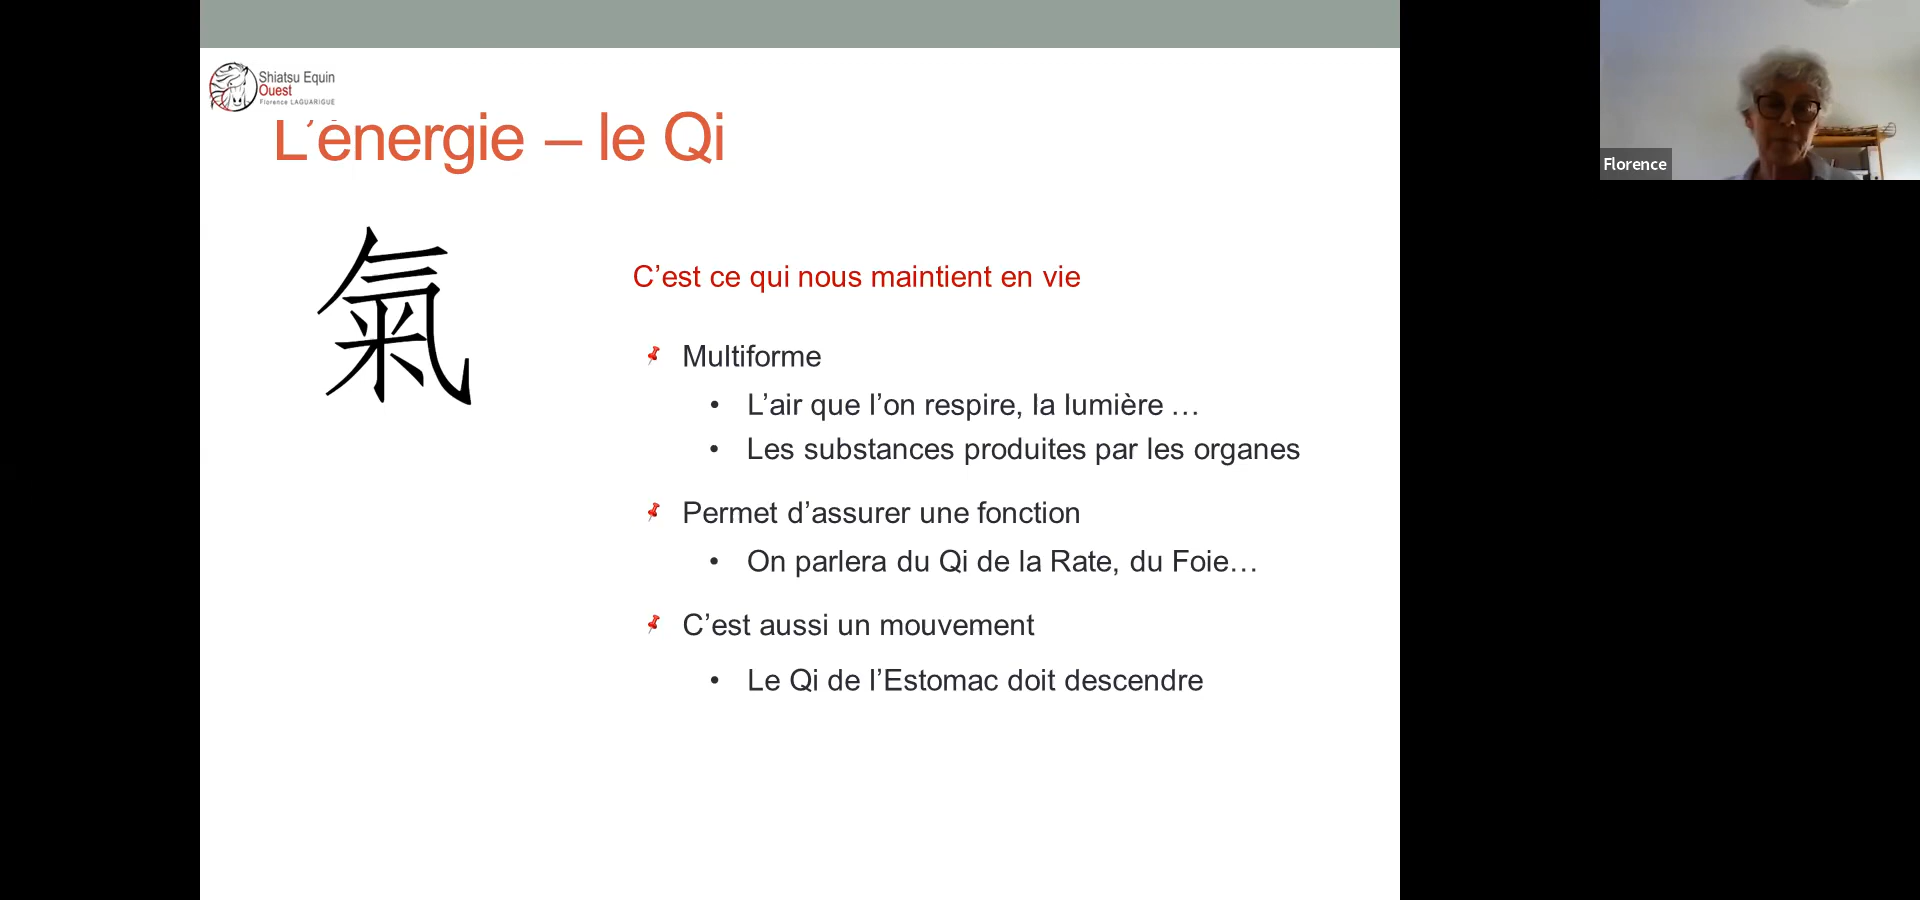 Shiatsu Equin
Ouest
Florence LAGUARIGUE
L’énergie – le Qi
氣
C’est ce qui nous maintient en vie
Multiforme
• L’air que l’on respire, la lumière …
• Les substances produites par les organes
Permet d’assurer une fonction
• On parlera du Qi de la Rate, du Foie…
C’est aussi un mouvement
• Le Qi de l’Estomac doit descendre
Florence